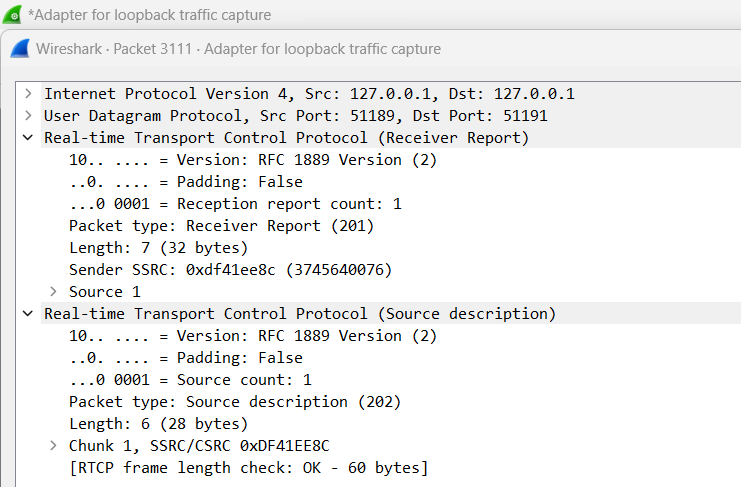 *Adapter for loopback traffic capture
Wireshark · Packet 3111 · Adapter for loopback traffic capture
Internet Protocol Version 4, Src: 127.0.0.1, Dst: 127.0.0.1
User Datagram Protocol, Src Port: 51189, Dst Port: 51191
Real-time Transport Control Protocol (Receiver Report)
10.. .... = Version: RFC 1889 Version (2)
..0. .... = Padding: False
...0 0001 = Reception report count: 1
Packet type: Receiver Report (201)
Length: 7 (32 bytes)
Sender SSRC: 0xdf41ee8c (3745640076)
Source 1
Real-time Transport Control Protocol (Source description)
10.. .... = Version: RFC 1889 Version (2)
..0. .... = Padding: False
...0 0001 = Source count: 1
Packet type: Source description (202)
Length: 6 (28 bytes)
Chunk 1, SSRC/CSRC 0xDF41EE8C
[RTCP frame length check: OK - 60 bytes]